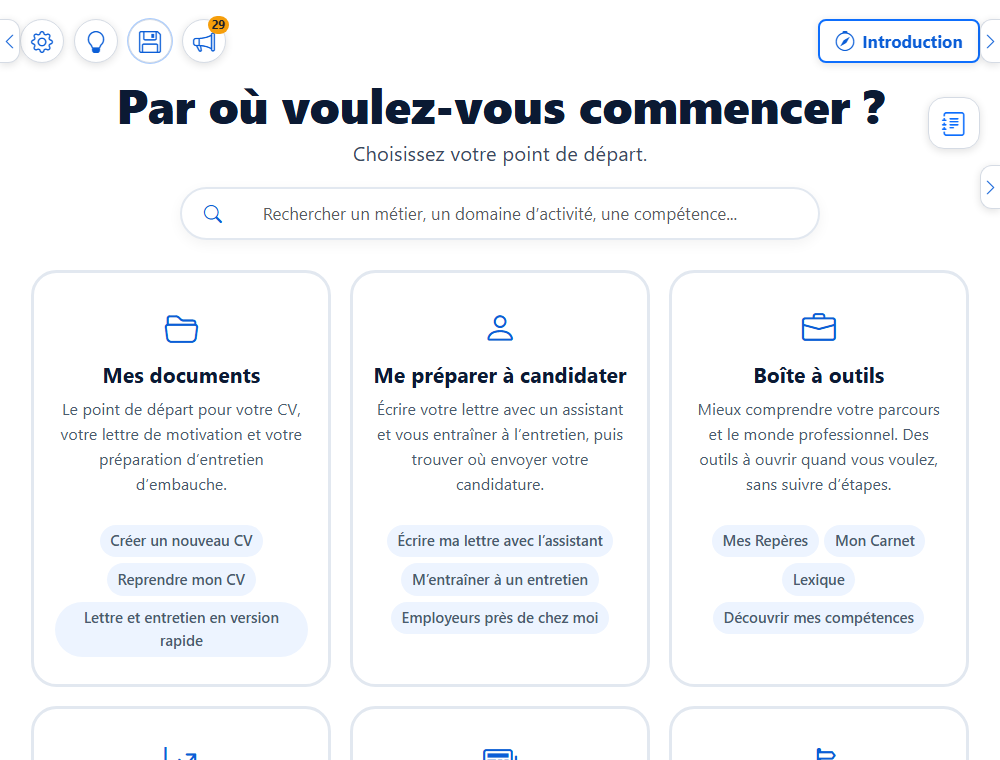 29
Introduction
Par où voulez-vous commencer ?
Choisissez votre point de départ.
Rechercher un métier, un domaine d’activité, une compétence...
Mes documents
Le point de départ pour votre CV,
votre lettre de motivation et votre
préparation d’entretien
d’embauche.
Créer un nouveau CV
Reprendre mon CV
Lettre et entretien en version
rapide
Me préparer à candidater
Écrire votre lettre avec un assistant
et vous entraîner à l’entretien, puis
trouver où envoyer votre
candidature.
Écrire ma lettre avec l’assistant
M’entraîner à un entretien
Employeurs près de chez moi
Boîte à outils
Mieux comprendre votre parcours
et le monde professionnel. Des
outils à ouvrir quand vous voulez,
sans suivre d’étapes.
Mes Repères
Mon Carnet
Lexique
Découvrir mes compétences